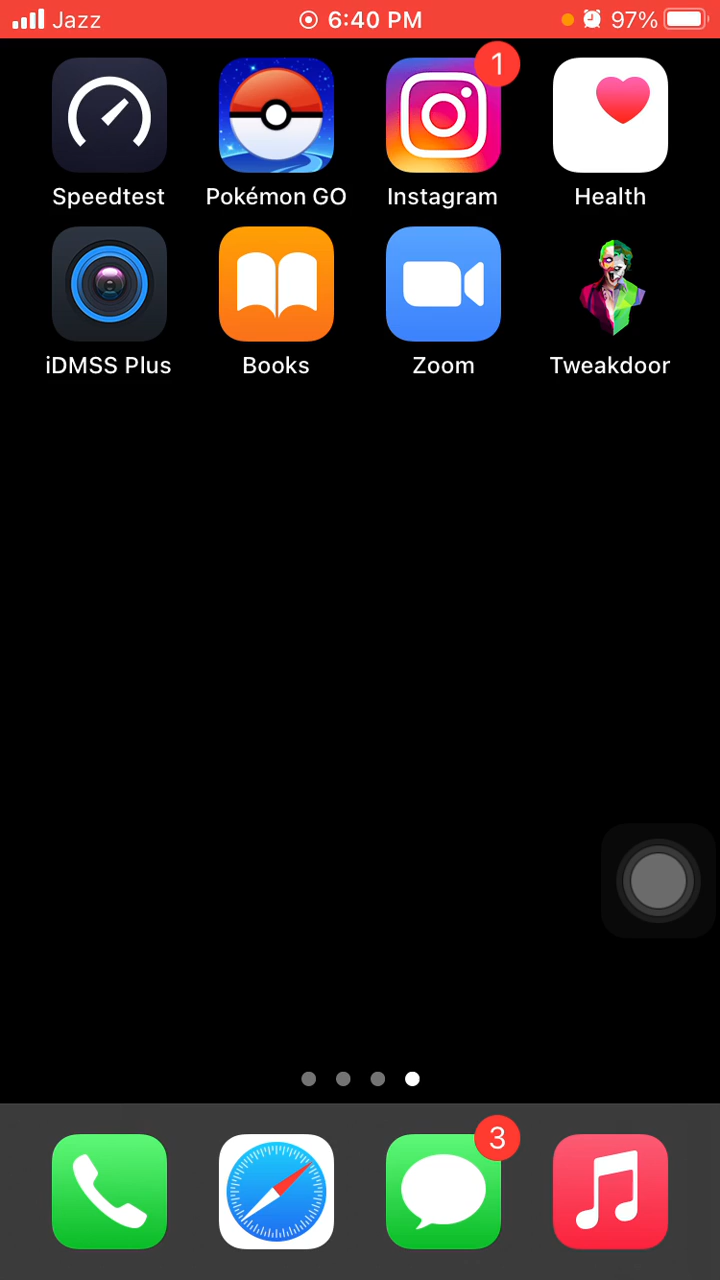 Jazz 6:40 PM 97%
1
Speedtest Pokémon GO Instagram Health
iDMSS Plus Books Zoom Tweakdoor
3